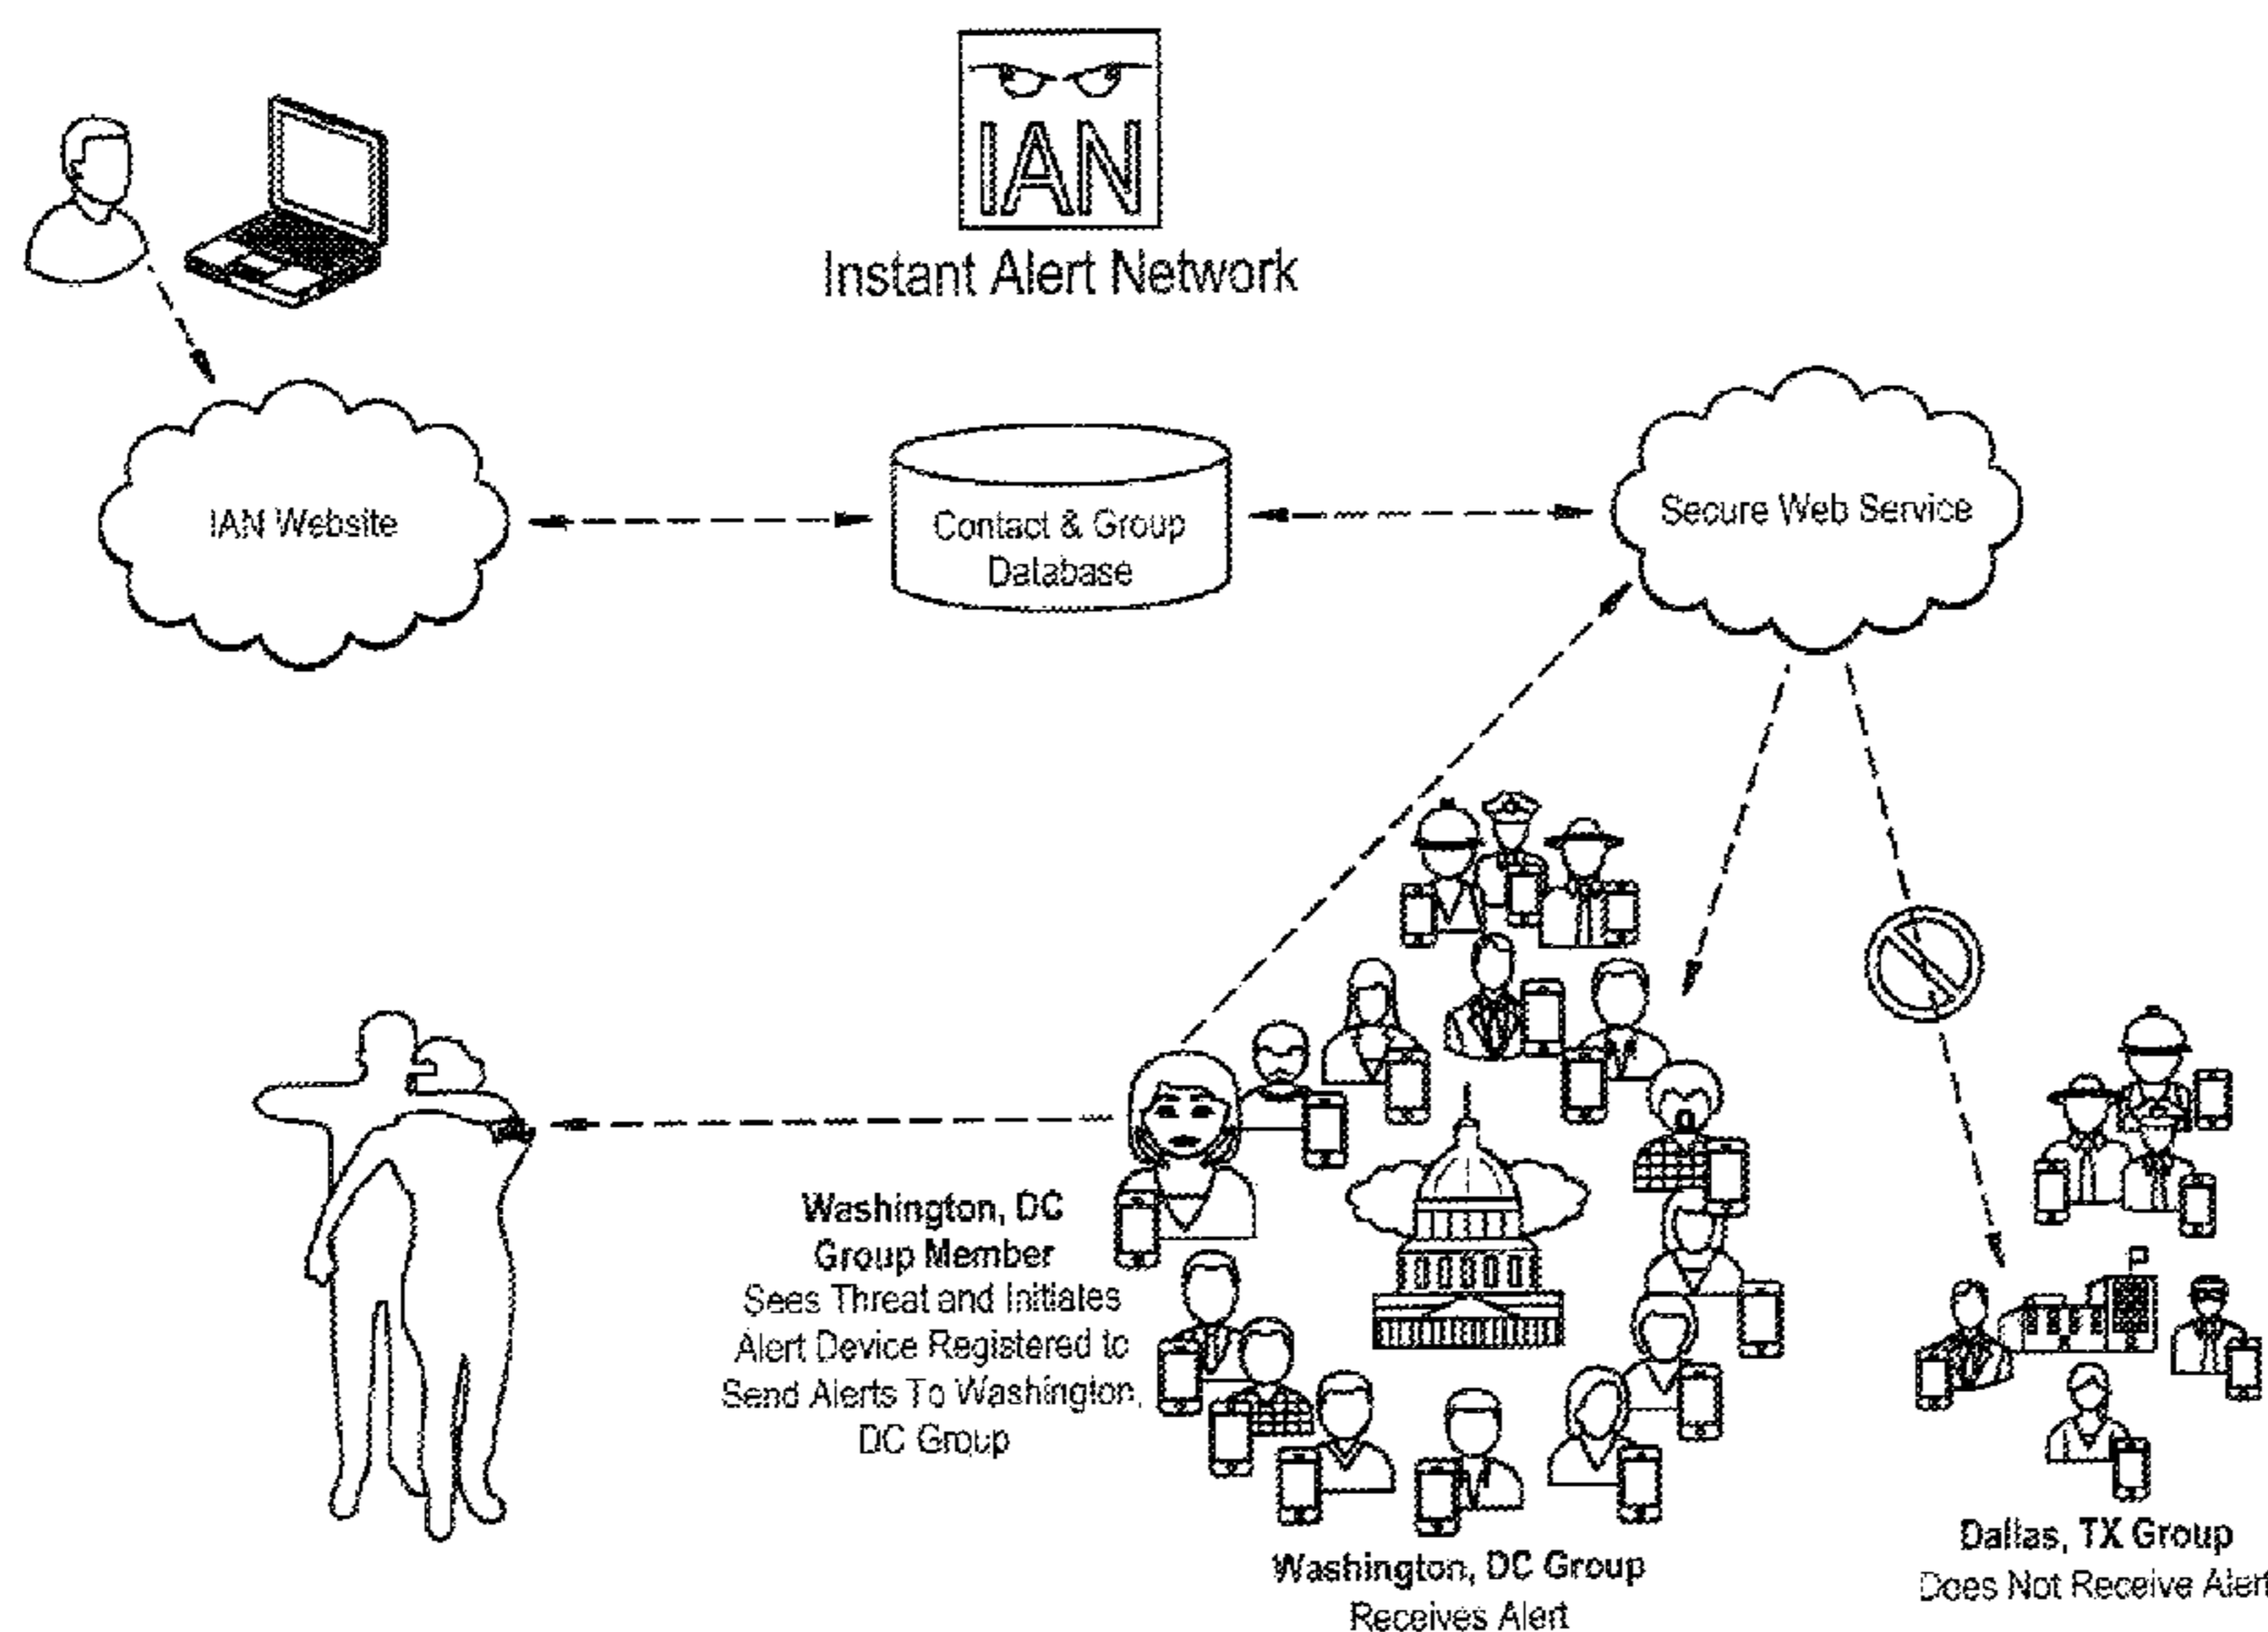 IAN
Instant Alert Network
IAN Website
Contact & Group
Database
Secure Web Service
Washington, DC
Group Member
Sees Threat and Initiates
Alert Device Registered to
Send Alerts To Washington,
DC Group
Washington, DC Group
Receives Alert
Dallas, TX Group
Does Not Receive Alert